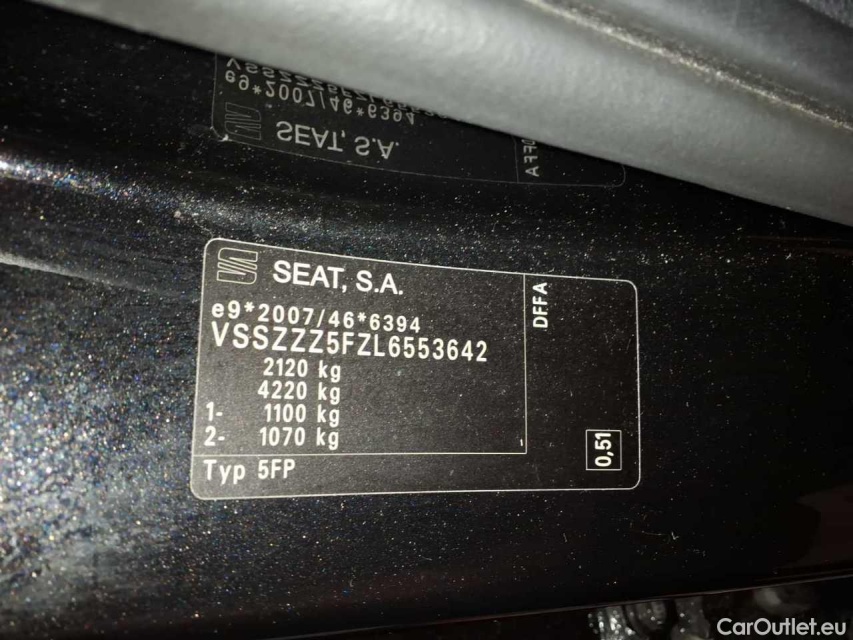 SEAT, S.A.
e9*2007/46*6394
VSSZZZ5FZL6553642
2120 kg
4220 kg
1- 1100 kg
2- 1070 kg
Typ 5FP
DFFA
0,51
CarOutlet.eu